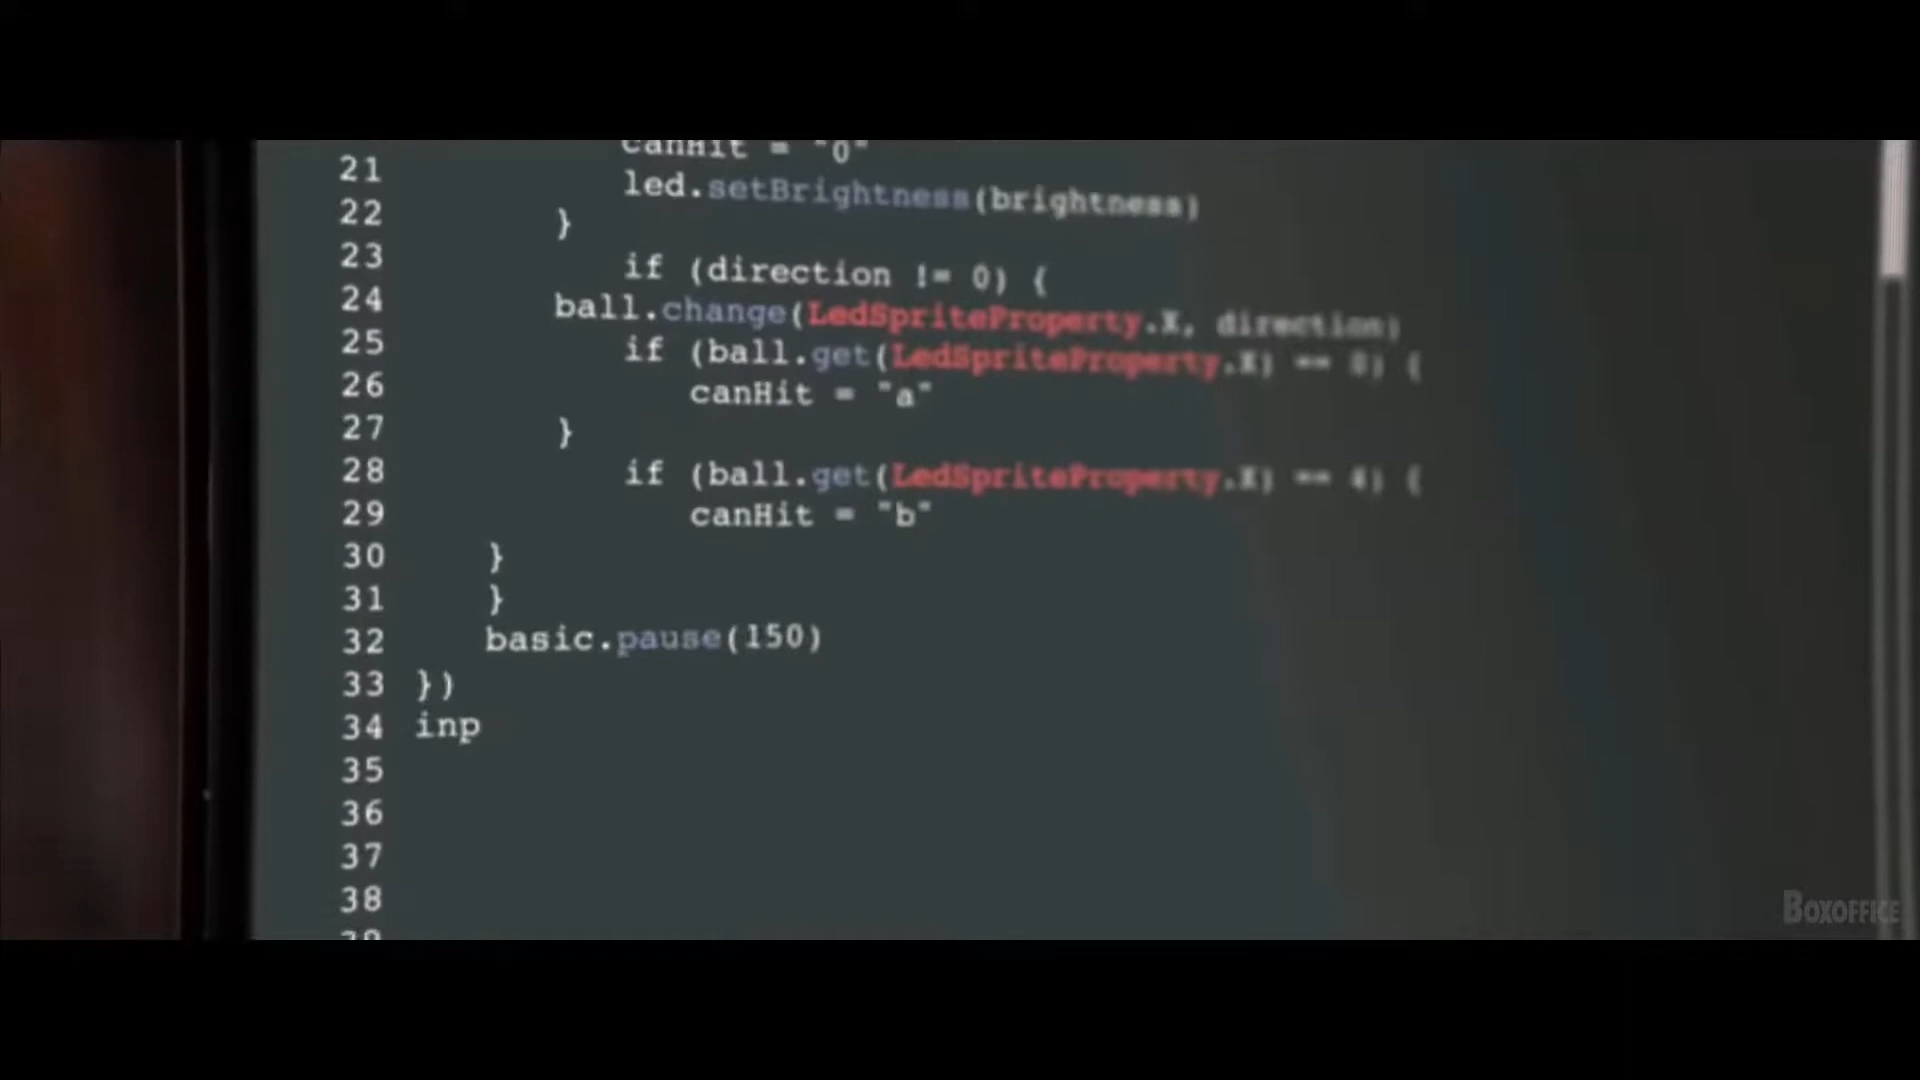 canHit = "0"
21 led.setBrightness(brightness)
22 }
23 if (direction != 0) {
24 ball.change(LedSpriteProperty.X, direction)
25 if (ball.get(LedSpriteProperty.X) == 0) {
26 canHit = "a"
27 }
28 if (ball.get(LedSpriteProperty.X) == 4) {
29 canHit = "b"
30 }
31 }
32 basic.pause(150)
33 })
34 inp
35
36
37
38
39
BOXOFFICE